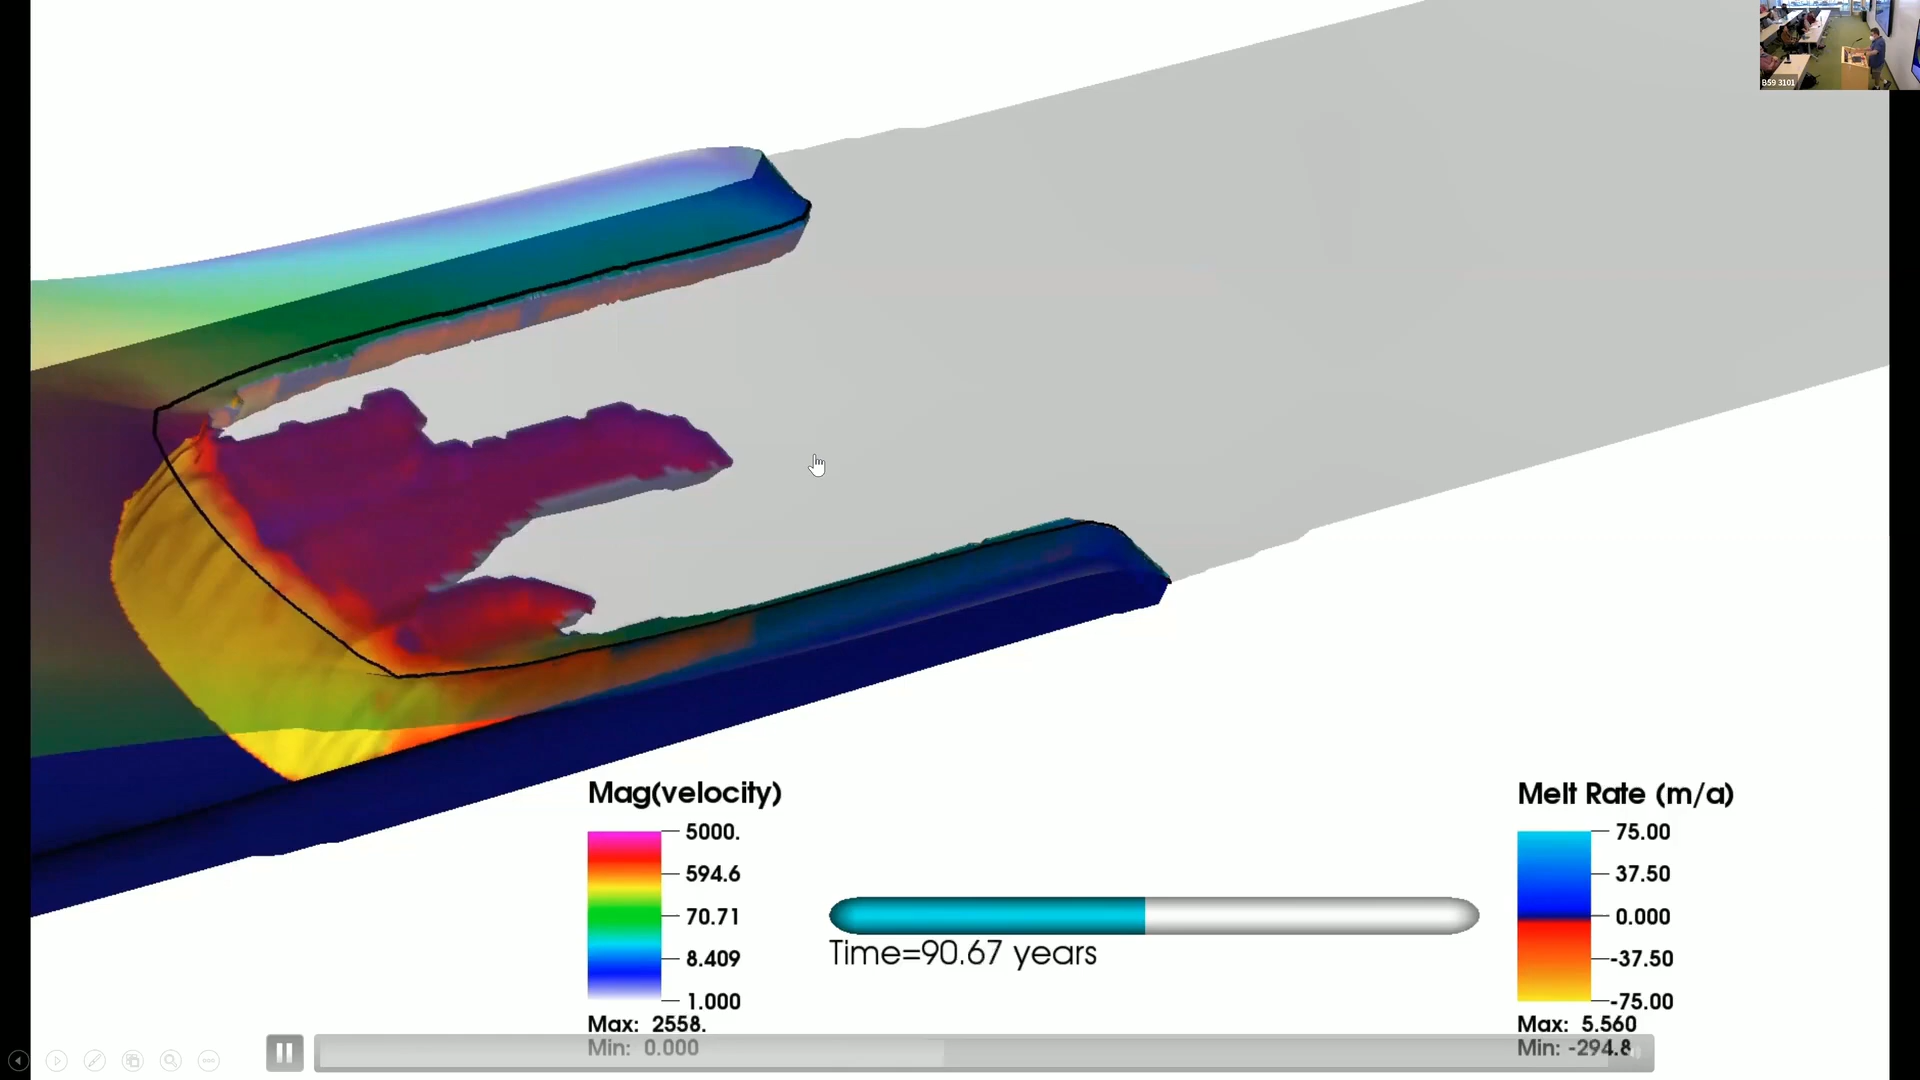 B59 3101
Mag(velocity)
5000.
594.6
70.71
8.409
1.000
Max: 2558.
Min: 0.000
Time=90.67 years
Melt Rate (m/a)
75.00
37.50
0.000
-37.50
-75.00
Max: 5.560
Min: -294.8